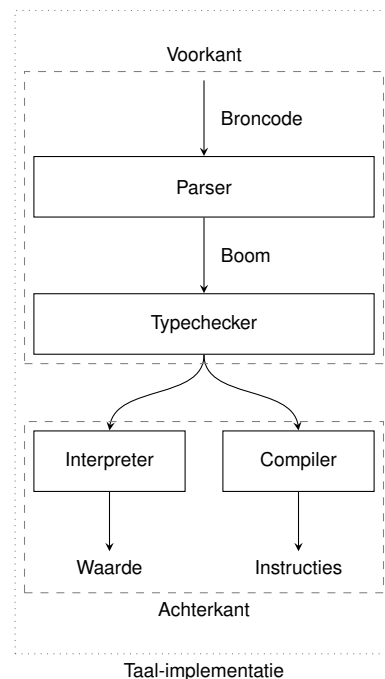 Voorkant
Broncode
Parser
Boom
Typechecker
Interpreter
Compiler
Waarde
Instructies
Achterkant
Taal-implementatie